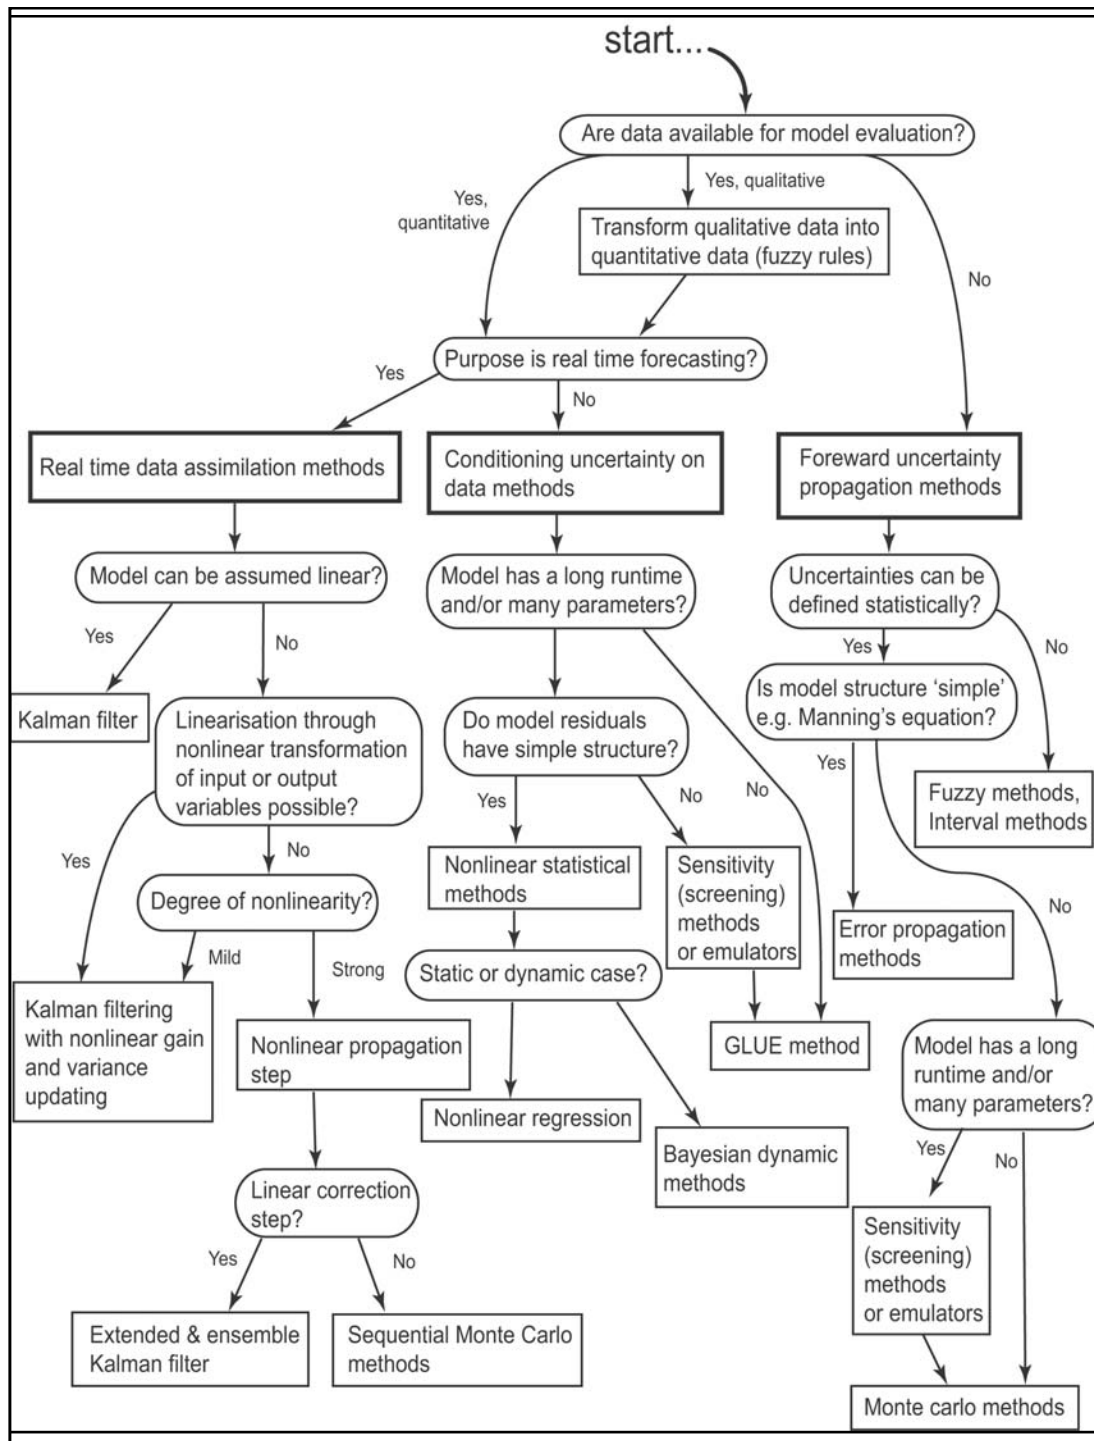 start...
Are data available for model evaluation?
Yes,
quantitative
Yes, qualitative
No
Transform qualitative data into
quantitative data (fuzzy rules)
Purpose is real time forecasting?
Yes
No
Real time data assimilation methods
Conditioning uncertainty on
data methods
Foreward uncertainty
propagation methods
Model can be assumed linear?
Model has a long runtime
and/or many parameters?
Uncertainties can be
defined statistically?
Yes
No
Yes
No
Kalman filter
Linearisation through
nonlinear transformation
of input or output
variables possible?
Do model residuals
have simple structure?
Is model structure ‘simple’
e.g. Manning’s equation?
Yes
No
No
Yes
Fuzzy methods,
Interval methods
Yes
No
Nonlinear statistical
methods
Sensitivity
(screening)
methods
or emulators
Degree of nonlinearity?
No
Error propagation
methods
Mild
Strong
Static or dynamic case?
Kalman filtering
with nonlinear gain
and variance
updating
Nonlinear propagation
step
GLUE method
Model has a long
runtime and/or
many parameters?
Nonlinear regression
Bayesian dynamic
methods
Yes
No
Linear correction
step?
Sensitivity
(screening)
methods
or emulators
Yes
No
Extended & ensemble
Kalman filter
Sequential Monte Carlo
methods
Monte carlo methods